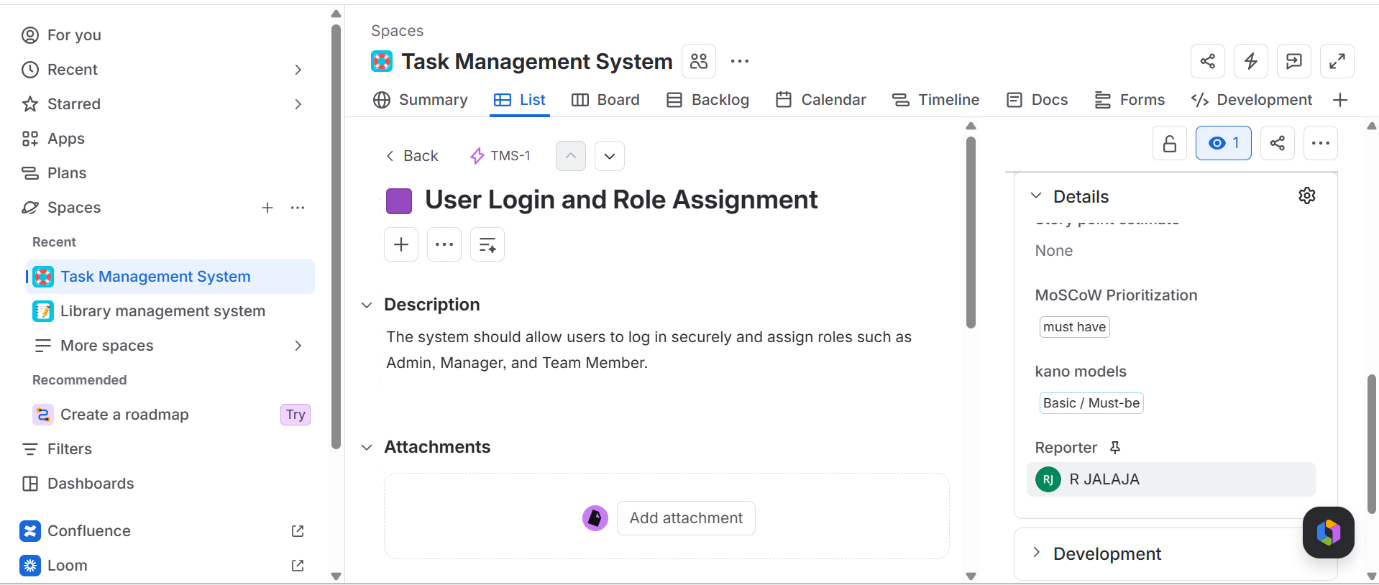 For you
Recent
Starred
Apps
Plans
Spaces
Recent
Task Management System
Library management system
More spaces
Recommended
Create a roadmap Try
Filters
Dashboards
Confluence
Loom
Spaces
Task Management System
Summary List Board Backlog Calendar Timeline Docs Forms Development
Back TMS-1
User Login and Role Assignment
Description
The system should allow users to log in securely and assign roles such as
Admin, Manager, and Team Member.
Attachments
Add attachment
1
Details
Story point estimate
None
MoSCoW Prioritization
must have
kano models
Basic / Must-be
Reporter
RJ R JALAJA
Development